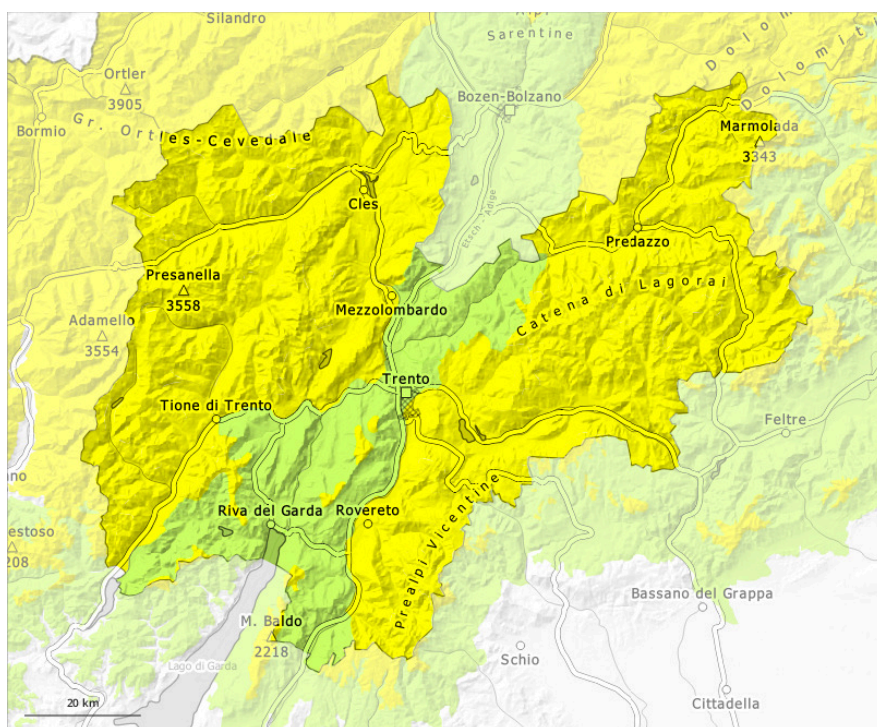 Silandro
Ortler
3905
Bormio
Gr. Ortles-Cevedale
Sarentine
Bozen-Bolzano
Dolomiti
Marmolada
3343
Cles
Etsch - Adige
Predazzo
Presanella
3558
Adamello
3554
Mezzolombardo
Catena di Lagorai
Trento
Tione di Trento
Feltre
Riva del Garda
Rovereto
208
Prealpi Vicentine
Bassano del Grappa
M. Baldo
2218
Lago di Garda
Schio
Cittadella
20 km